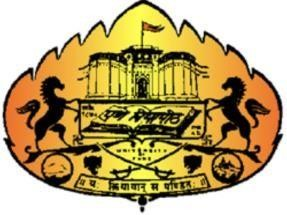 पुणे विद्यापीठ
UNIVERSITY
OF PUNE
॥ यः क्रियावान् स पण्डितः ॥